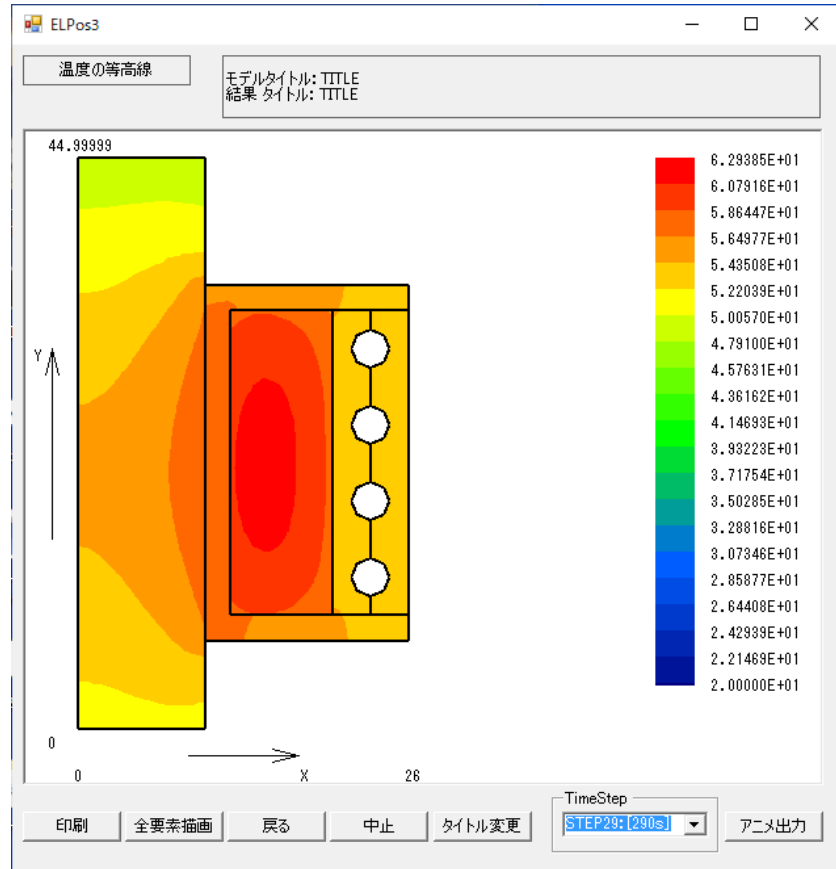 ELPos3
温度の等高線
モデルタイトル: TITLE
結果 タイトル: TITLE
44.99999
6.29385E+01
6.07916E+01
5.86447E+01
5.64977E+01
5.43508E+01
5.22039E+01
5.00570E+01
4.79100E+01
4.57631E+01
4.36162E+01
4.14693E+01
3.93223E+01
3.71754E+01
3.50285E+01
3.28816E+01
3.07346E+01
2.85877E+01
2.64408E+01
2.42939E+01
2.21469E+01
2.00000E+01
Y
0
0 X 26
TimeStep
印刷 全要素描画 戻る 中止 タイトル変更 STEP29:[290s] アニメ出力